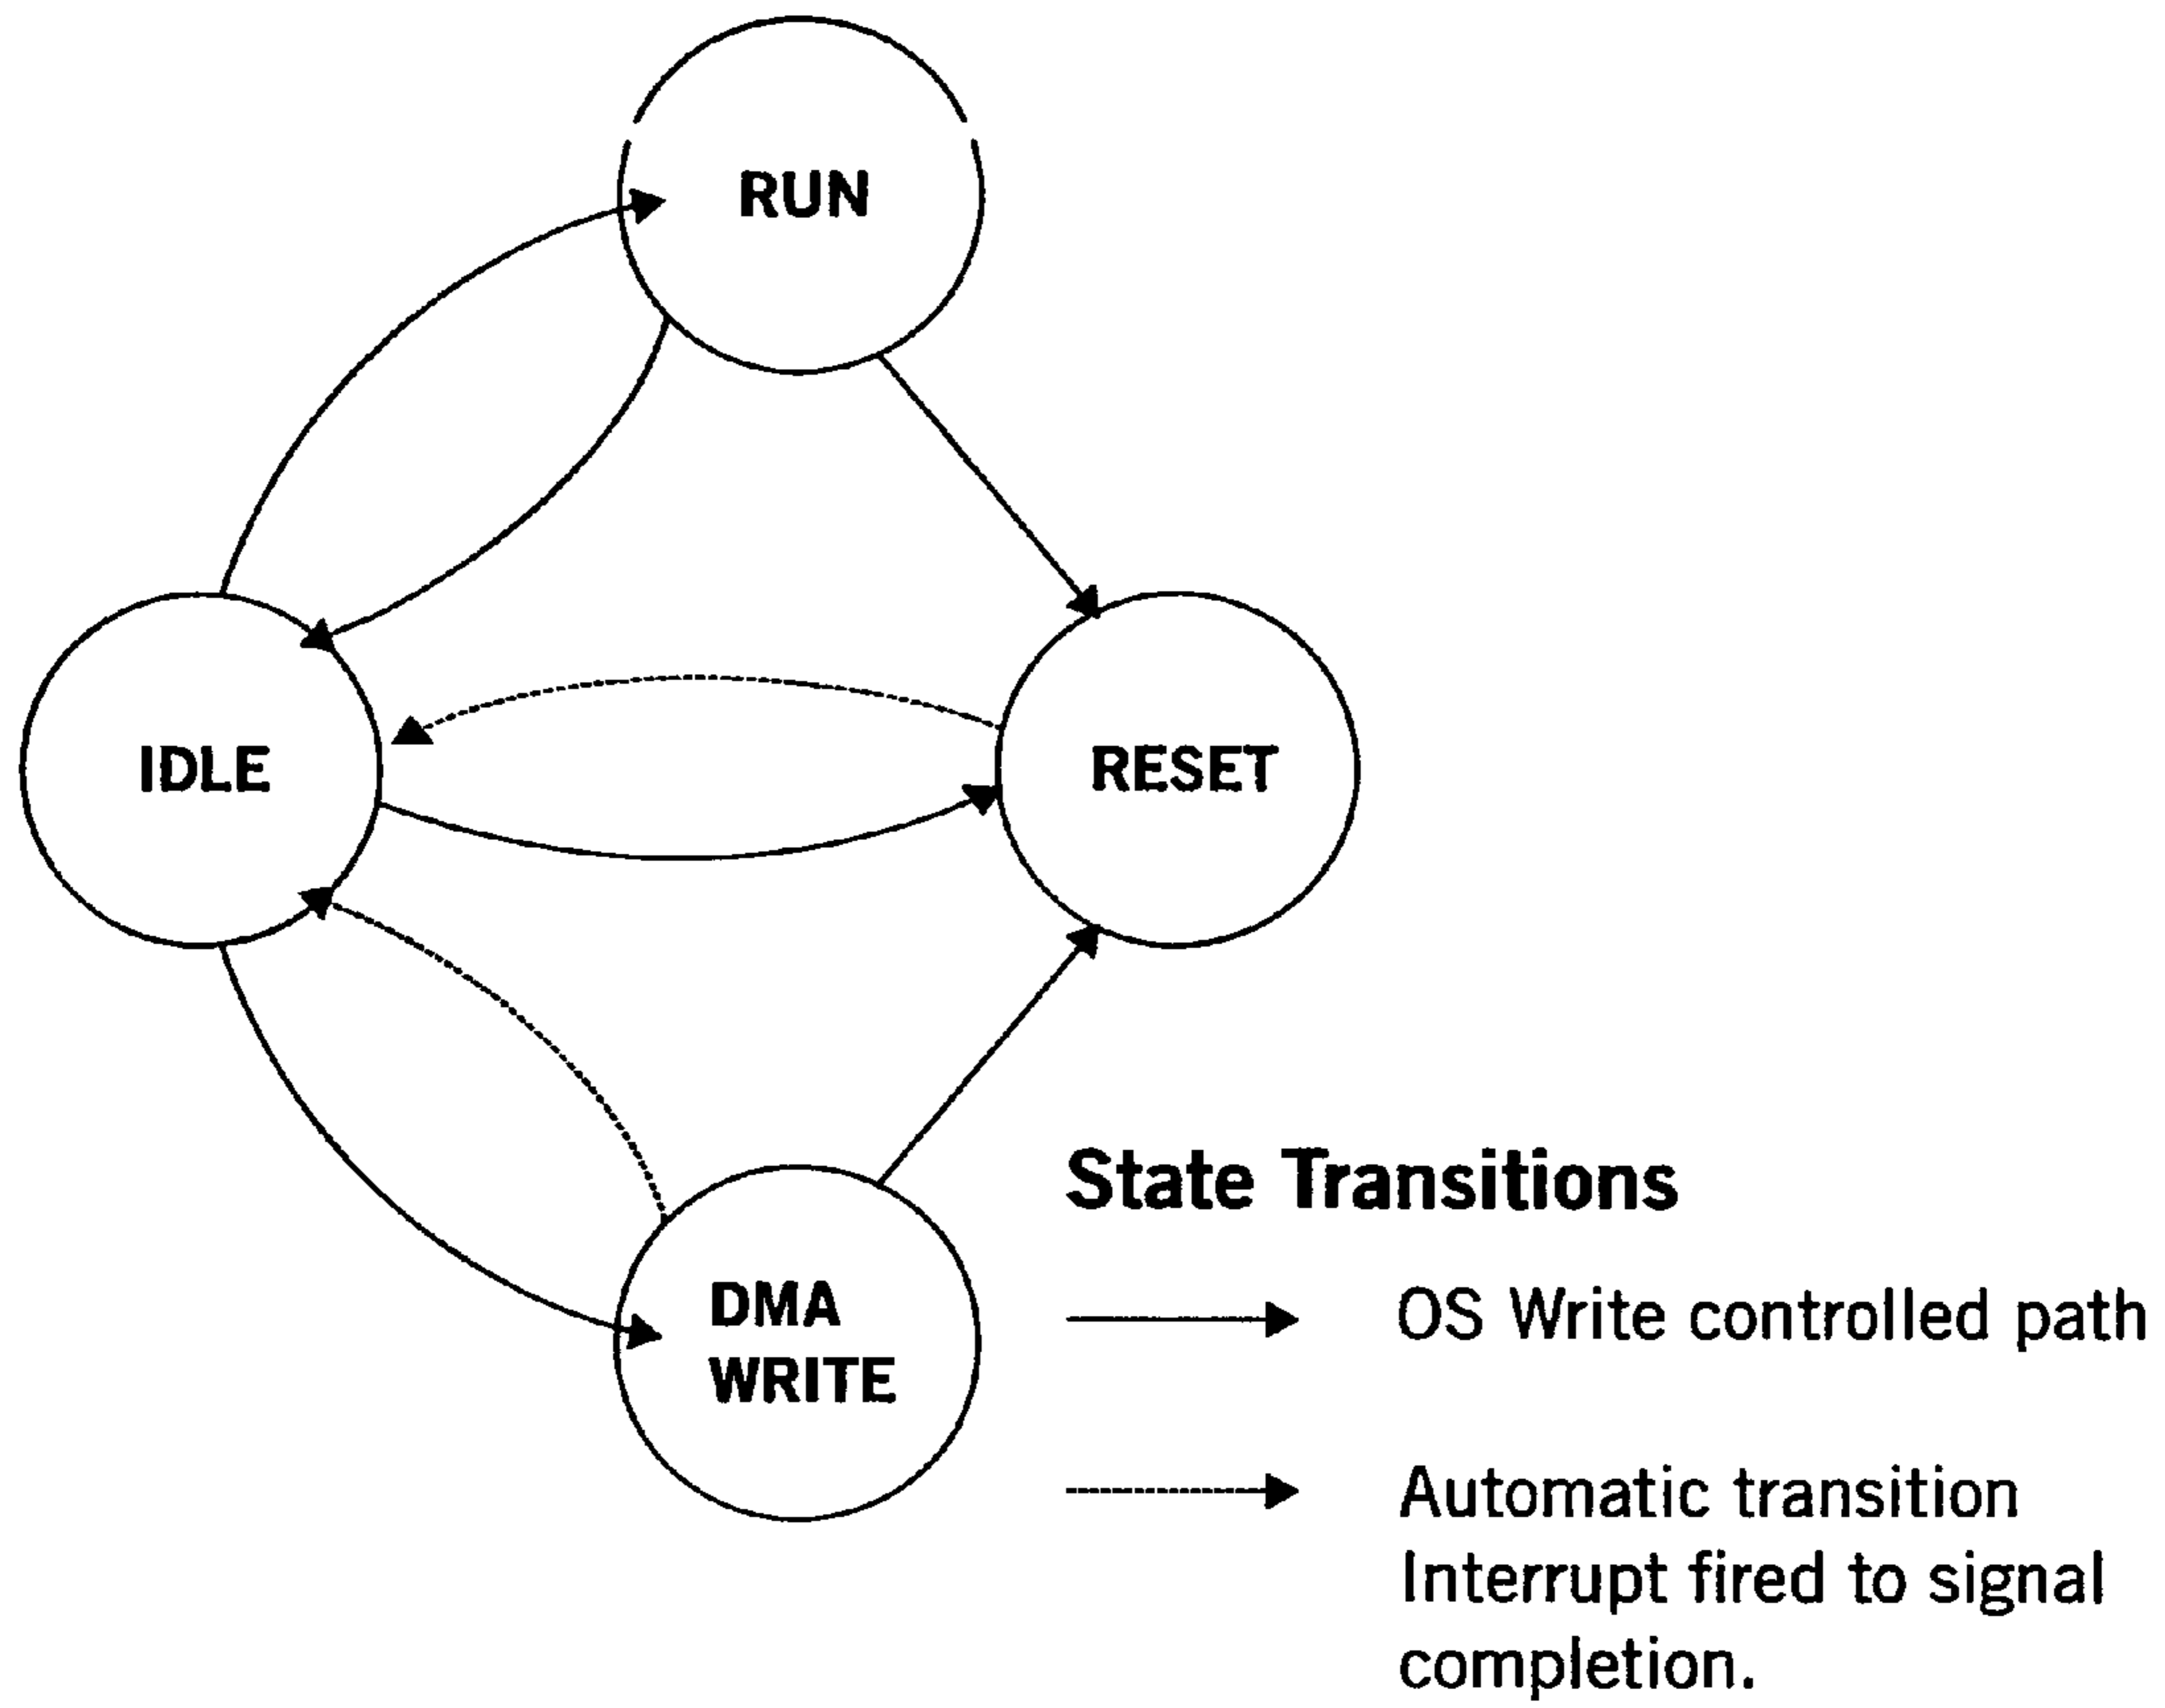 RUN
IDLE
RESET
DMA
WRITE
State Transitions
OS Write controlled path
Automatic transition
Interrupt fired to signal
completion.